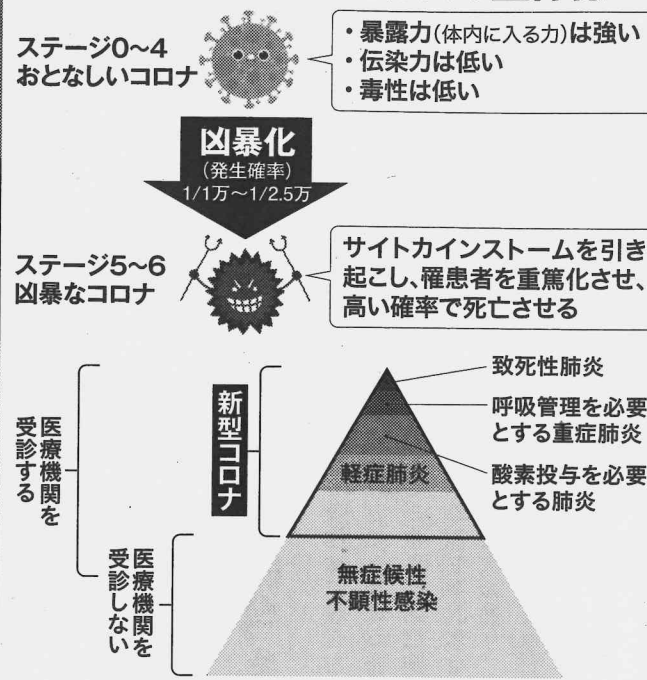 ステージ0〜4
おとなしいコロナ
・暴露力(体内に入る力)は強い
・伝染力は低い
・毒性は低い
凶暴化
(発生確率)
1/1万〜1/2.5万
ステージ5〜6
凶暴なコロナ
サイトカインストームを引き
起こし、罹患者を重篤化させ、
高い確率で死亡させる
医療機関を
受診する
新型コロナ
致死性肺炎
呼吸管理を必要
とする重症肺炎
軽症肺炎
酸素投与を必要
とする肺炎
医療機関を
受診しない
無症候性
不顕性感染